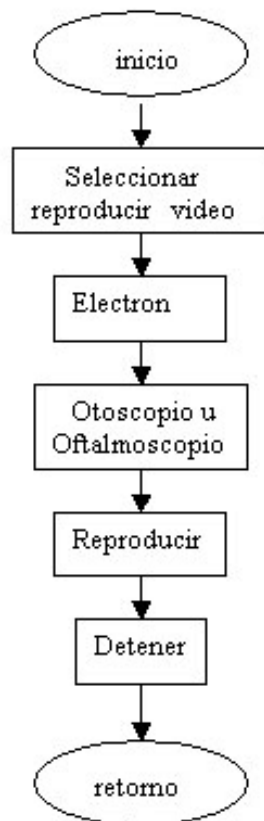 inicio
Seleccionar
reproducir video
Electron
Otoscopio u
Oftalmoscopio
Reproducir
Detener
retorno